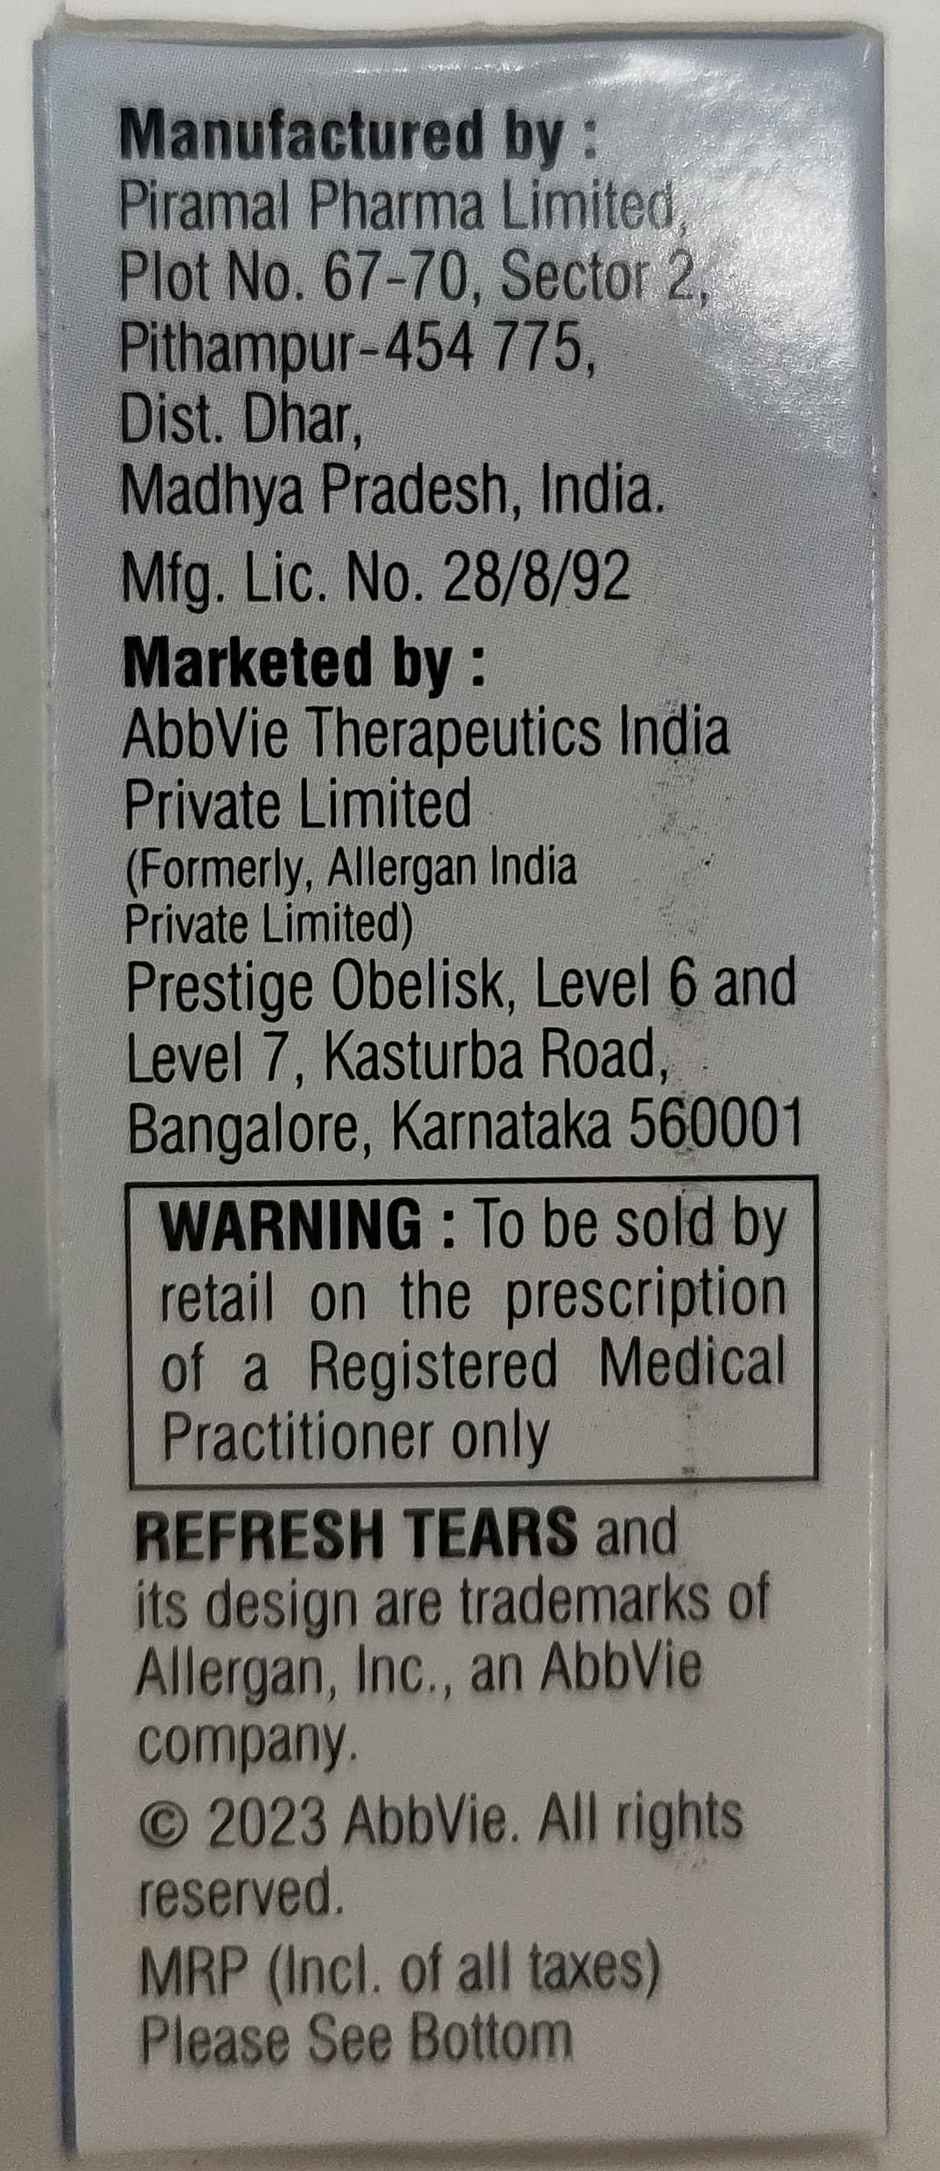 Manufactured by :
Piramal Pharma Limited,
Plot No. 67-70, Sector 2,
Pithampur-454 775,
Dist. Dhar,
Madhya Pradesh, India.
Mfg. Lic. No. 28/8/92
Marketed by :
AbbVie Therapeutics India
Private Limited
(Formerly, Allergan India
Private Limited)
Prestige Obelisk, Level 6 and
Level 7, Kasturba Road,
Bangalore, Karnataka 560001
WARNING : To be sold by
retail on the prescription
of a Registered Medical
Practitioner only
REFRESH TEARS and
its design are trademarks of
Allergan, Inc., an AbbVie
company.
© 2023 AbbVie. All rights
reserved.
MRP (Incl. of all taxes)
Please See Bottom